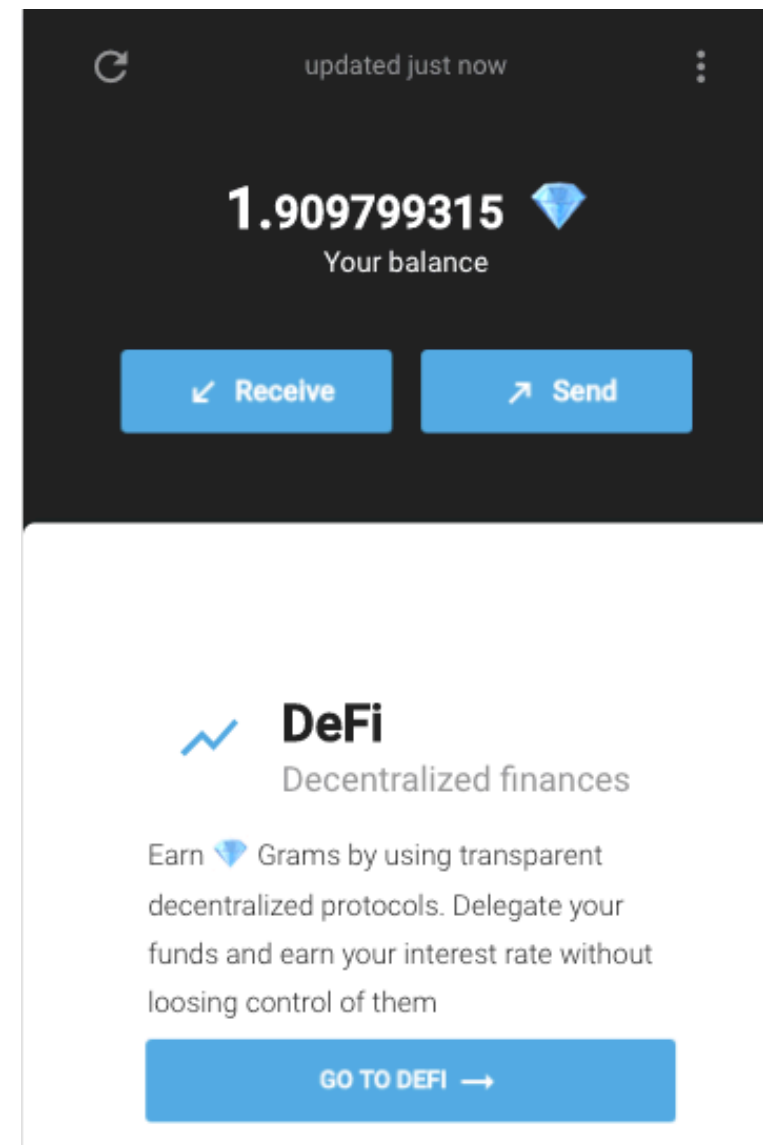 updated just now
1.909799315 💎
Your balance
↙ Receive
↗ Send
DeFi
Decentralized finances
Earn 💎 Grams by using transparent
decentralized protocols. Delegate your
funds and earn your interest rate without
loosing control of them
GO TO DEFI →